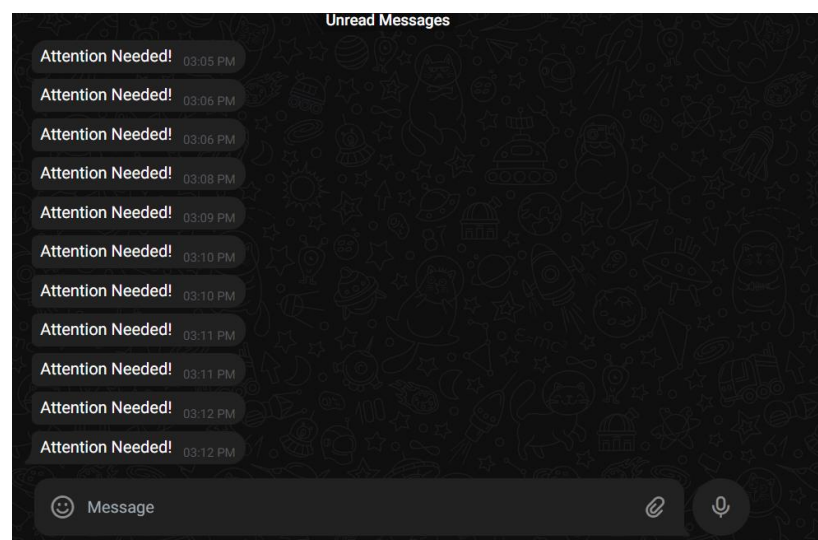 Unread Messages
Attention Needed! 03:05 PM
Attention Needed! 03:06 PM
Attention Needed! 03:06 PM
Attention Needed! 03:08 PM
Attention Needed! 03:09 PM
Attention Needed! 03:10 PM
Attention Needed! 03:10 PM
Attention Needed! 03:11 PM
Attention Needed! 03:11 PM
Attention Needed! 03:12 PM
Attention Needed! 03:12 PM
Message